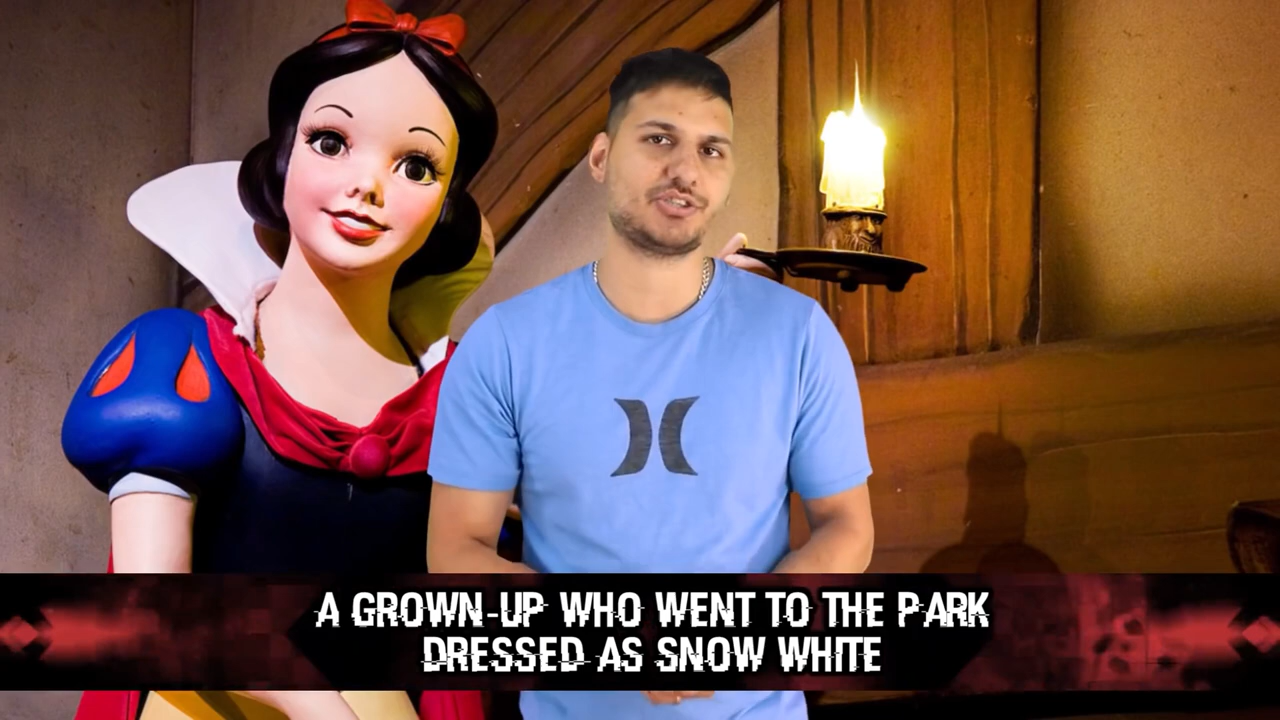 A GROWN-UP WHO WENT TO THE PARK
DRESSED AS SNOW WHITE